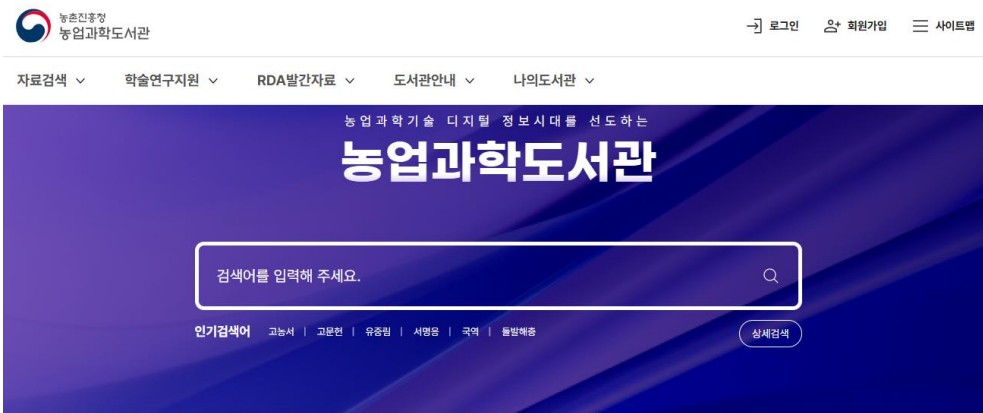 농촌진흥청
농업과학도서관
로그인 회원가입 사이트맵
자료검색 학술연구지원 RDA발간자료 도서관안내 나의도서관
농업과학기술 디지털 정보시대를 선도하는
농업과학도서관
검색어를 입력해 주세요.
인기검색어 고농서 | 고문헌 | 유중림 | 서명응 | 국역 | 돌발해충
상세검색